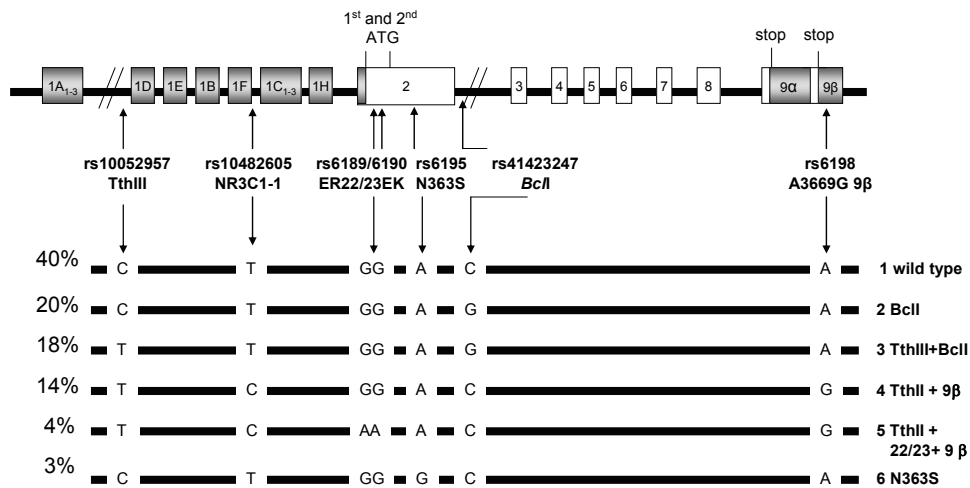 1st and 2nd
ATG
stop stop
1A1-3 1D 1E 1B 1F 1C1-3 1H 2 3 4 5 6 7 8 9α 9β
rs10052957 rs10482605 rs6189/6190 rs6195 rs41423247 rs6198
TthIII NR3C1-1 ER22/23EK N363S BclI A3669G 9β
40% C T GG A C A 1 wild type
20% C T GG A G A 2 BclI
18% T T GG A G A 3 TthIII+BclI
14% T C GG A C G 4 TthII + 9β
4% T C AA A C G 5 TthII +
22/23+ 9 β
3% C T GG G C A 6 N363S